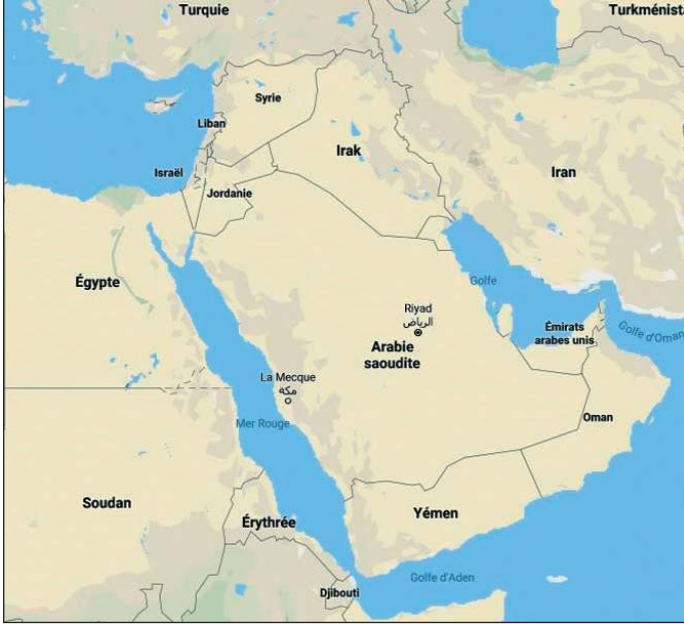 Turquie
Turkménist
Syrie
Liban
Irak
Israël
Iran
Jordanie
Égypte
Golfe
Riyad
الرياض
Émirats
arabes unis
Golfe d'Oman
Arabie
saoudite
La Mecque
مكة
Oman
Mer Rouge
Soudan
Yémen
Érythrée
Golfe d'Aden
Djibouti